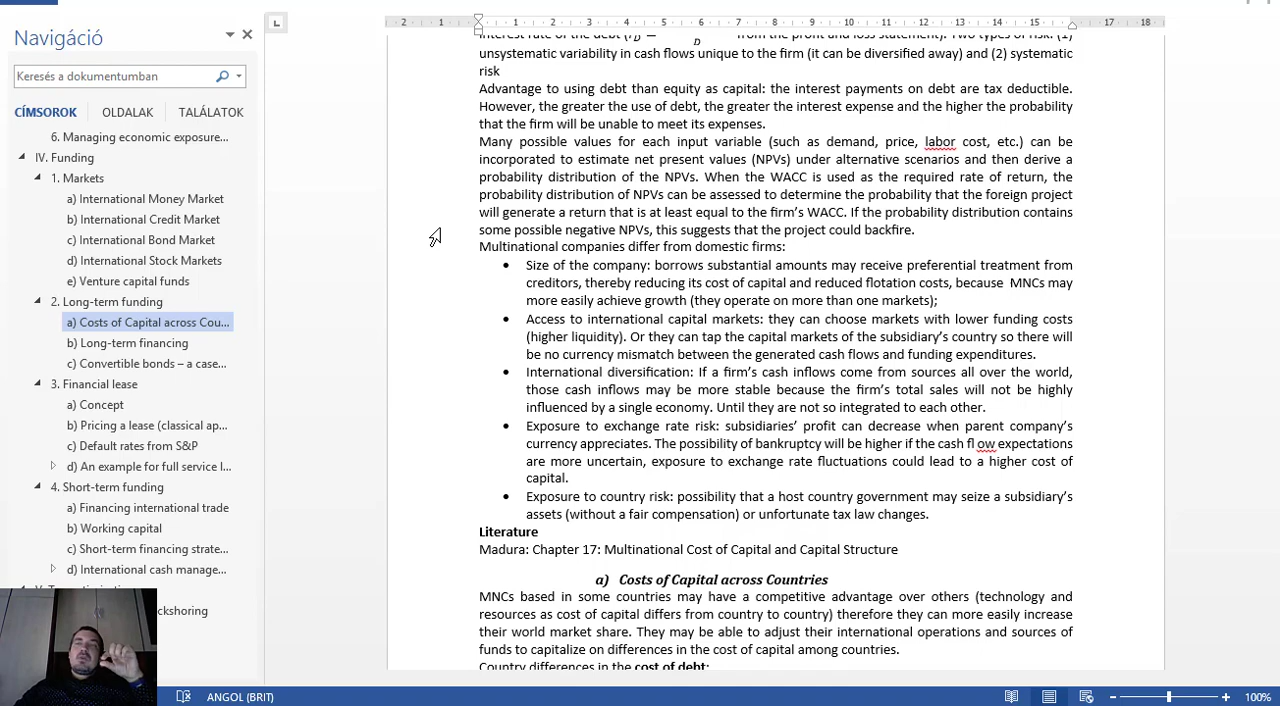 Navigáció
Keresés a dokumentumban
CÍMSOROK
OLDALAK
TALÁLATOK
6. Managing economic exposure...
IV. Funding
1. Markets
a) International Money Market
b) International Credit Market
c) International Bond Market
d) International Stock Markets
e) Venture capital funds
2. Long-term funding
a) Costs of Capital across Cou...
b) Long-term financing
c) Convertible bonds – a case...
3. Financial lease
a) Concept
b) Pricing a lease (classical ap...
c) Default rates from S&P
d) An example for full service l...
4. Short-term funding
a) Financing international trade
b) Working capital
c) Short-term financing strate...
d) International cash manage...
ckshoring
2 1 1 2 3 4 5 6 7 8 9 10 11 12 13 14 15 16 17 18
interest rate of the debt (
D from the profit and loss statement). Two types of risk: (1)
unsystematic variability in cash flows unique to the firm (it can be diversified away) and (2) systematic
risk
Advantage to using debt than equity as capital: the interest payments on debt are tax deductible.
However, the greater the use of debt, the greater the interest expense and the higher the probability
that the firm will be unable to meet its expenses.
Many possible values for each input variable (such as demand, price, labor cost, etc.) can be
incorporated to estimate net present values (NPVs) under alternative scenarios and then derive a
probability distribution of the NPVs. When the WACC is used as the required rate of return, the
probability distribution of NPVs can be assessed to determine the probability that the foreign project
will generate a return that is at least equal to the firm's WACC. If the probability distribution contains
some possible negative NPVs, this suggests that the project could backfire.
Multinational companies differ from domestic firms:
• Size of the company: borrows substantial amounts may receive preferential treatment from
creditors, thereby reducing its cost of capital and reduced flotation costs, because MNCs may
more easily achieve growth (they operate on more than one markets);
• Access to international capital markets: they can choose markets with lower funding costs
(higher liquidity). Or they can tap the capital markets of the subsidiary's country so there will
be no currency mismatch between the generated cash flows and funding expenditures.
• International diversification: If a firm's cash inflows come from sources all over the world,
those cash inflows may be more stable because the firm's total sales will not be highly
influenced by a single economy. Until they are not so integrated to each other.
• Exposure to exchange rate risk: subsidiaries' profit can decrease when parent company's
currency appreciates. The possibility of bankruptcy will be higher if the cash fl ow expectations
are more uncertain, exposure to exchange rate fluctuations could lead to a higher cost of
capital.
• Exposure to country risk: possibility that a host country government may seize a subsidiary's
assets (without a fair compensation) or unfortunate tax law changes.
Literature
Madura: Chapter 17: Multinational Cost of Capital and Capital Structure
a) Costs of Capital across Countries
MNCs based in some countries may have a competitive advantage over others (technology and
resources as cost of capital differs from country to country) therefore they can more easily increase
their world market share. They may be able to adjust their international operations and sources of
funds to capitalize on differences in the cost of capital among countries.
Country differences in the cost of debt:
ANGOL (BRIT)
100%